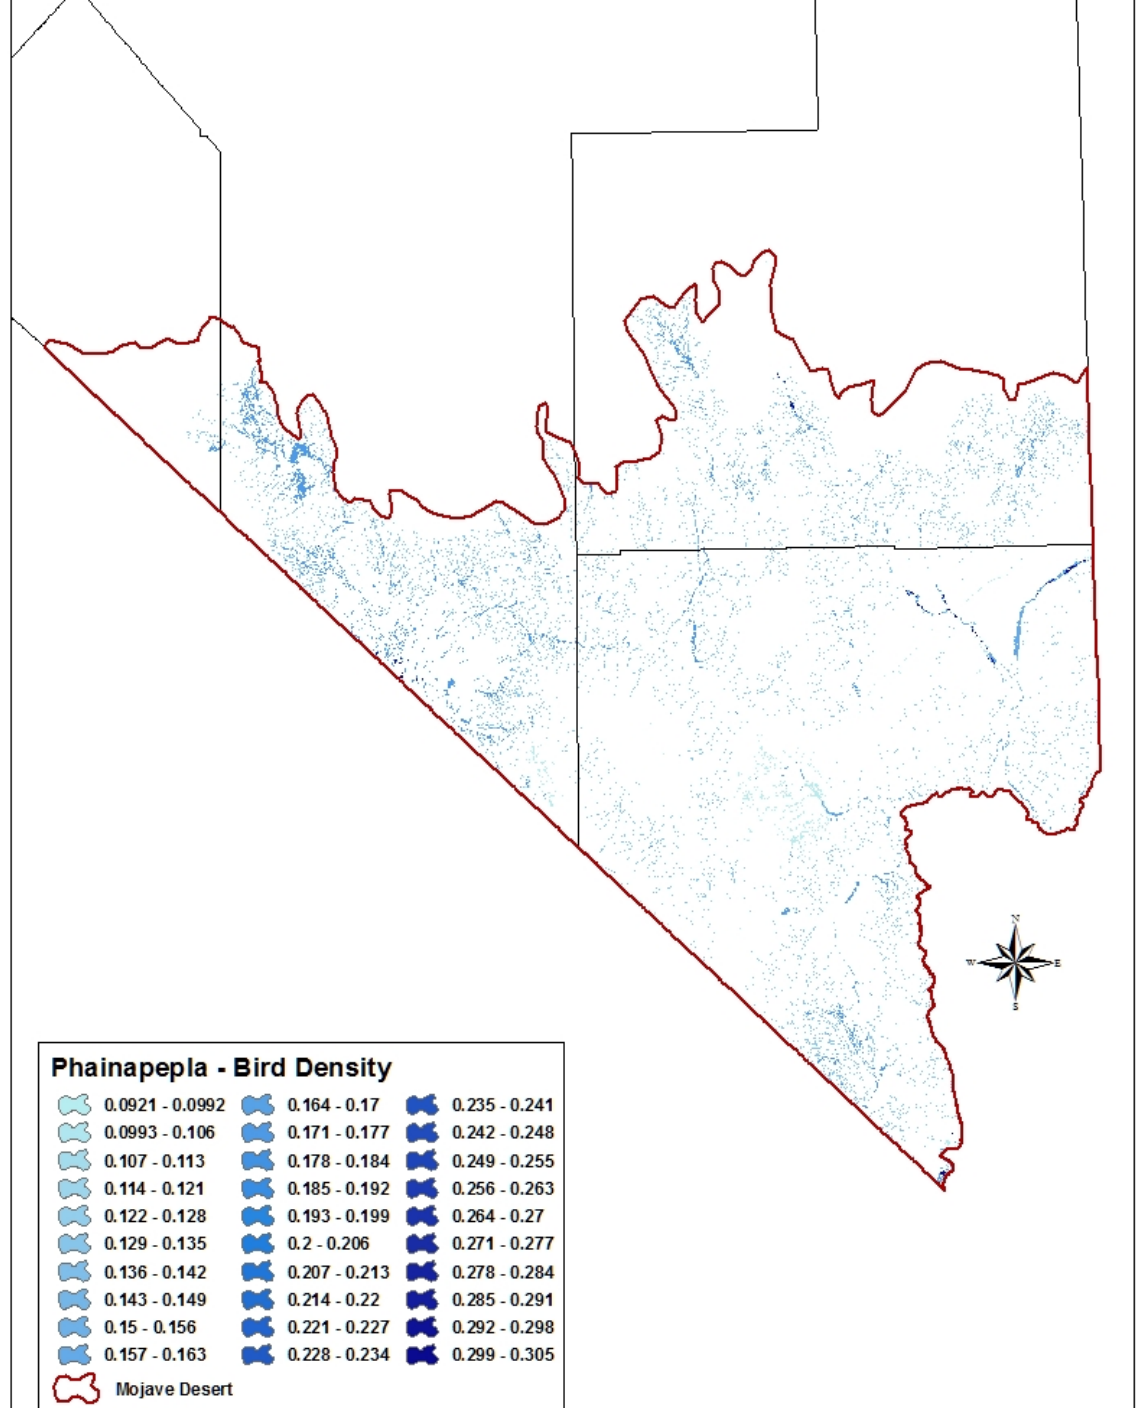 N
W E
S
Phainapepla - Bird Density
0.0921 - 0.0992 0.164 - 0.17 0.235 - 0.241
0.0993 - 0.106 0.171 - 0.177 0.242 - 0.248
0.107 - 0.113 0.178 - 0.184 0.249 - 0.255
0.114 - 0.121 0.185 - 0.192 0.256 - 0.263
0.122 - 0.128 0.193 - 0.199 0.264 - 0.27
0.129 - 0.135 0.2 - 0.206 0.271 - 0.277
0.136 - 0.142 0.207 - 0.213 0.278 - 0.284
0.143 - 0.149 0.214 - 0.22 0.285 - 0.291
0.15 - 0.156 0.221 - 0.227 0.292 - 0.298
0.157 - 0.163 0.228 - 0.234 0.299 - 0.305
Mojave Desert